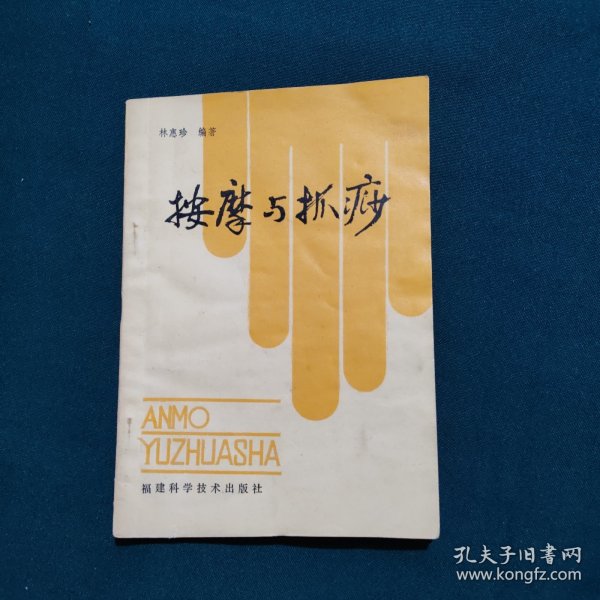 林惠珍 编著
按摩与抓痧
ANMO
YUZHUASHA
福建科学技术出版社
孔夫子旧書网
www.kongfz.com